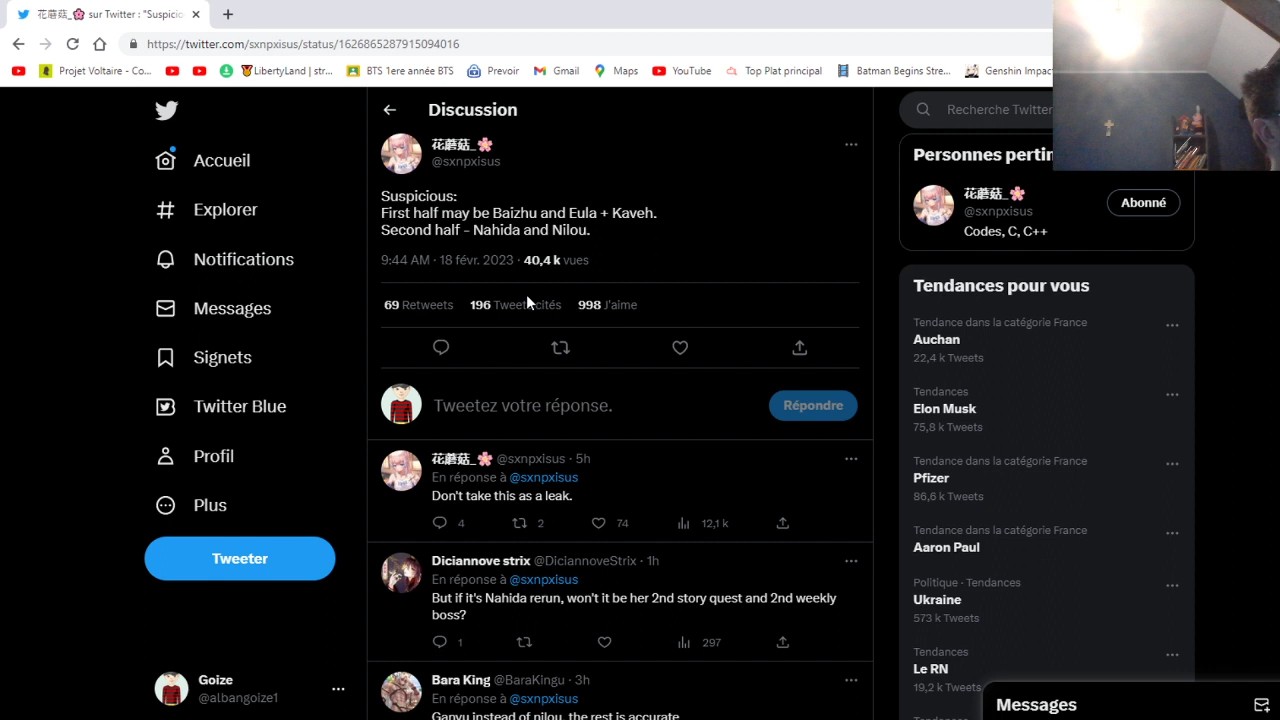 花蘑菇_🌸 sur Twitter : "Suspicio
https://twitter.com/sxnpxisus/status/1626865287915094016
Projet Voltaire - Co...
LibertyLand | str...
BTS 1ere année BTS
Prevoir
Gmail
Maps
YouTube
Top Plat principal
Batman Begins Stre...
Genshin Impac
Accueil
Explorer
Notifications
Messages
Signets
Twitter Blue
Profil
Plus
Tweeter
Goize
@albangoize1
Discussion
花蘑菇_🌸
@sxnpxisus
Suspicious:
First half may be Baizhu and Eula + Kaveh.
Second half - Nahida and Nilou.
9:44 AM · 18 févr. 2023 · 40,4 k vues
69 Retweets 196 Tweets cités 998 J'aime
Tweetez votre réponse.
Répondre
花蘑菇_🌸 @sxnpxisus · 5h
En réponse à @sxnpxisus
Don't take this as a leak.
4 2 74 12,1 k
Diciannove strix @DiciannoveStrix · 1h
En réponse à @sxnpxisus
But if it's Nahida rerun, won't it be her 2nd story quest and 2nd weekly
boss?
1 297
Bara King @BaraKingu · 3h
En réponse à @sxnpxisus
Ganyu instead of nilou, the rest is accurate
Recherche Twitter
Personnes pertin
花蘑菇_🌸
@sxnpxisus
Abonné
Codes, C, C++
Tendances pour vous
Tendance dans la catégorie France
Auchan
22,4 k Tweets
Tendances
Elon Musk
75,8 k Tweets
Tendance dans la catégorie France
Pfizer
86,6 k Tweets
Tendance dans la catégorie France
Aaron Paul
Politique · Tendances
Ukraine
573 k Tweets
Tendances
Le RN
19,2 k Tweets
Messages